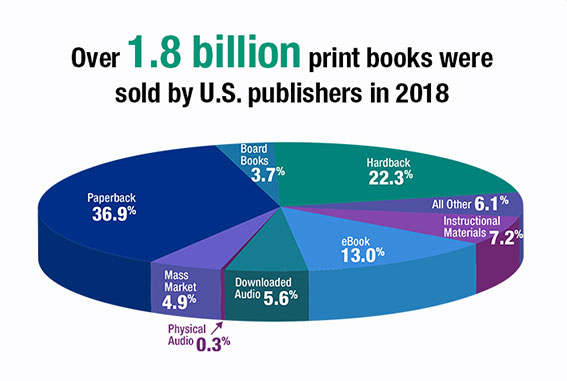 Over 1.8 billion print books were
sold by U.S. publishers in 2018
Board
Books
3.7%
Hardback
22.3%
Paperback
36.9%
All Other 6.1%
Instructional
Materials 7.2%
eBook
13.0%
Mass
Market
4.9%
Downloaded
Audio 5.6%
Physical
Audio 0.3%